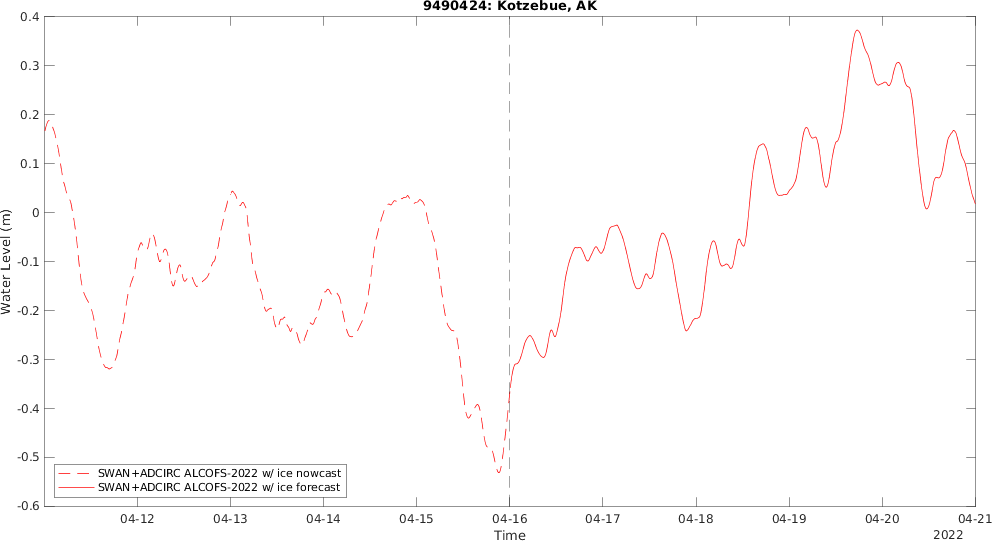 9490424: Kotzebue, AK
Water Level (m)
0.4
0.3
0.2
0.1
0
-0.1
-0.2
-0.3
-0.4
-0.5
-0.6
SWAN+ADCIRC ALCOFS-2022 w/ ice nowcast
SWAN+ADCIRC ALCOFS-2022 w/ ice forecast
04-12 04-13 04-14 04-15 04-16 04-17 04-18 04-19 04-20 04-21
Time
2022